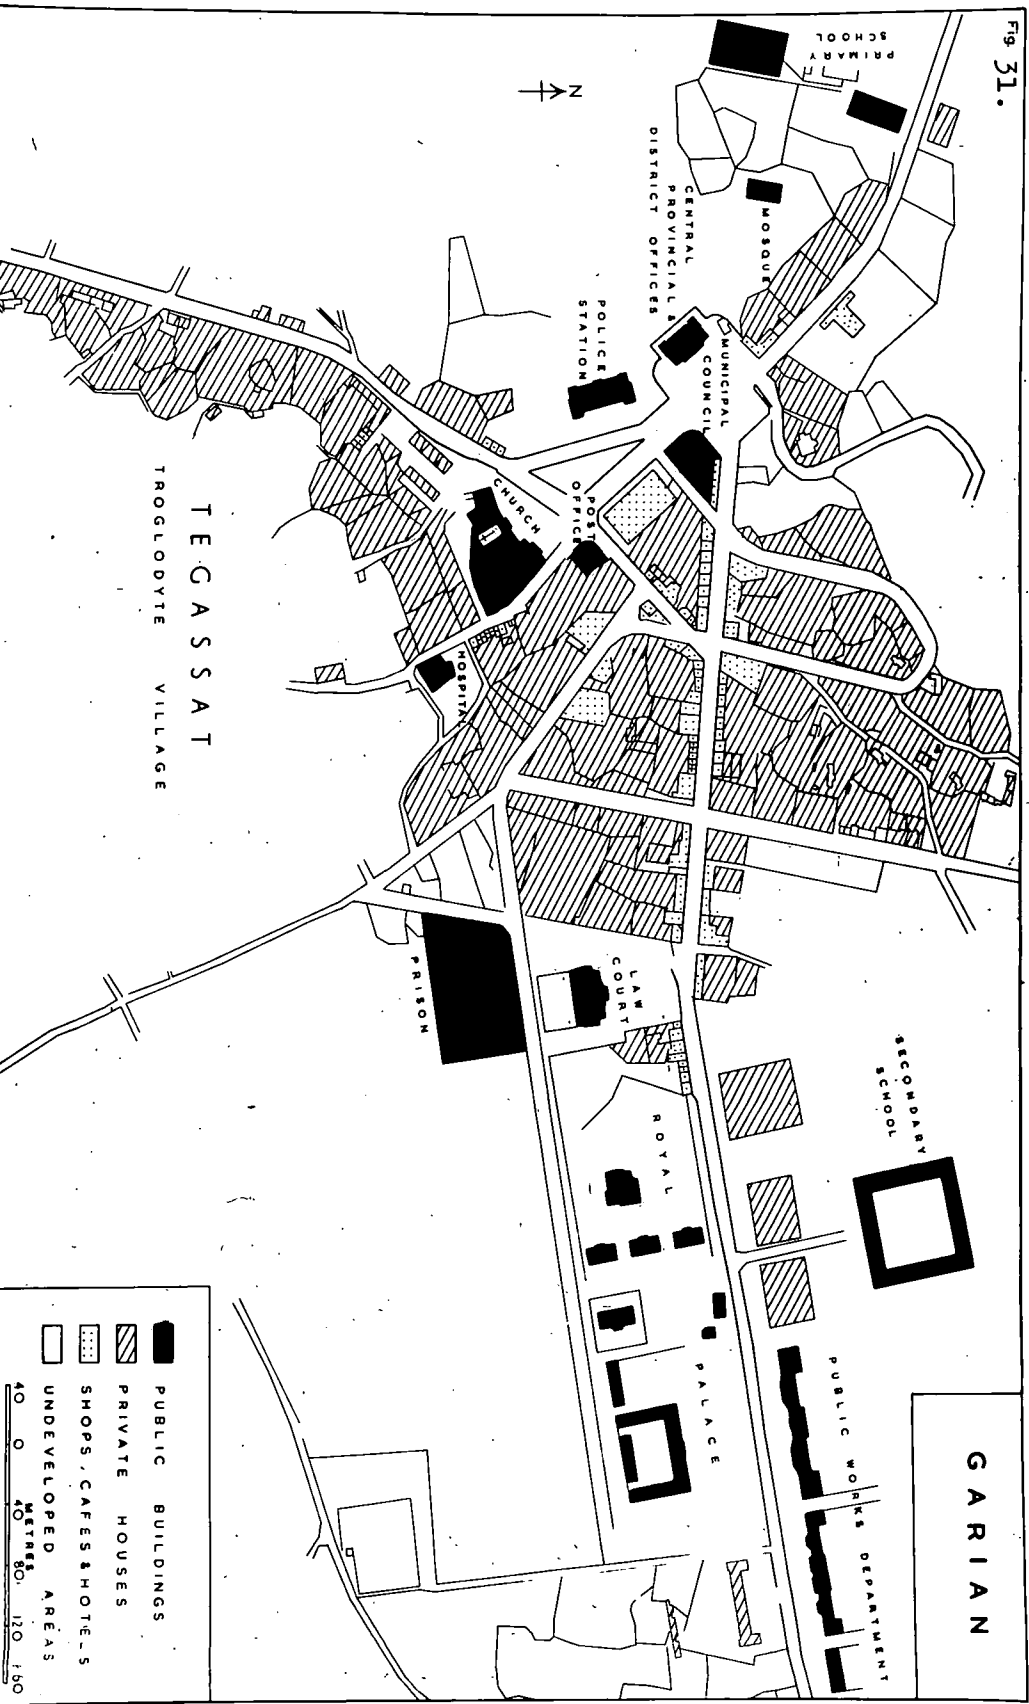 Fig 31.
GARIAN
PRIMARY
SCHOOL
N
MOSQUE
CENTRAL
PROVINCIAL &
DISTRICT OFFICES
MUNICIPAL
COUNCIL
POLICE
STATION
CHURCH
POST
OFFICE
HOSPITAL
TEGASSAT
TROGLODYTE VILLAGE
PRISON
LAW
COURT
SECONDARY
SCHOOL
ROYAL
PALACE
PUBLIC WORKS DEPARTMENT
PUBLIC BUILDINGS
PRIVATE HOUSES
SHOPS, CAFES & HOTELS
UNDEVELOPED AREAS
40 0 40 80 120 160
METRES